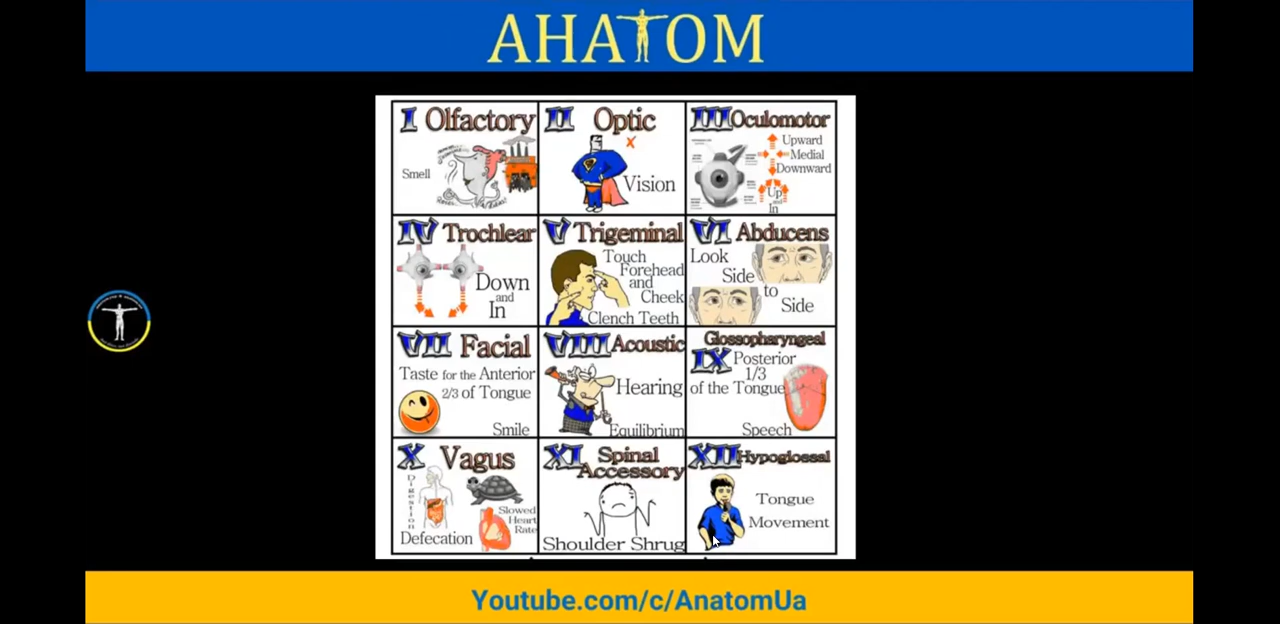 АНАТОМ
I Olfactory
Smell
II Optic
x
Vision
III Oculomotor
Upward
Medial
Downward
Up
and
In
IV Trochlear
Down
and
In
V Trigeminal
Touch
Forehead
and
Cheek
Clench Teeth
VI Abducens
Look
Side
to
Side
VII Facial
Taste for the Anterior
2/3 of Tongue
Smile
VIII Acoustic
Hearing
Equilibrium
Glossopharyngeal
IX Posterior
1/3
of the Tongue
Speech
X Vagus
Digestion
Slowed
Heart
Rate
Defecation
XI Spinal
Accessory
Shoulder Shrug
XII Hypoglossal
Tongue
Movement
Youtube.com/c/AnatomUa